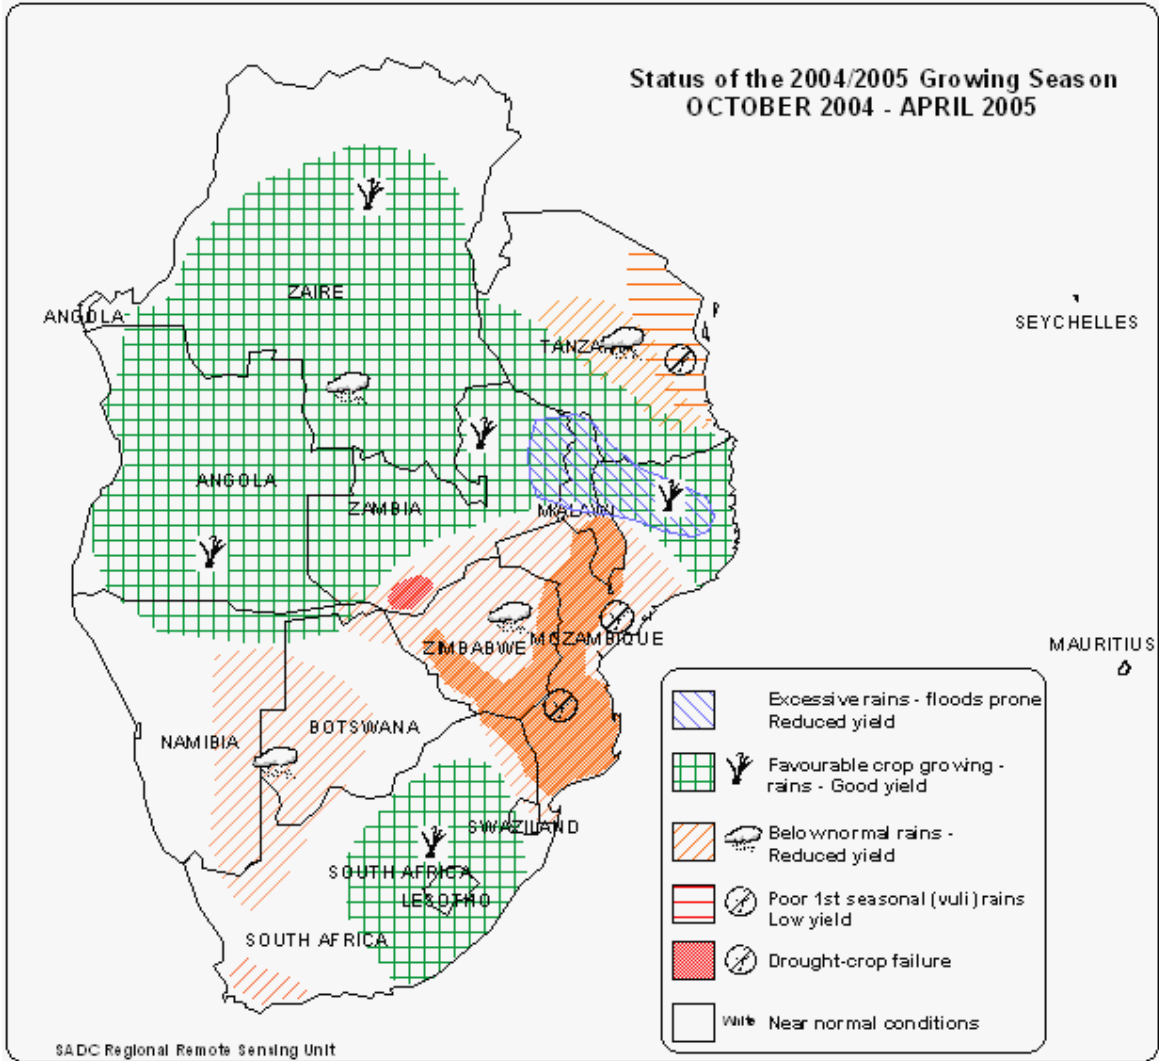 Status of the 2004/2005 Growing Season
OCTOBER 2004 - APRIL 2005
ZAIRE
ANGOLA
SEYCHELLES
TANZA
ANGOLA
ZAMBIA
MALAWI
ZIMBABWE
MOZAMBIQUE
MAURITIUS
NAMIBIA
BOTSWANA
SWAZILAND
SOUTH AFRICA
LESOTHO
SOUTH AFRICA
Excessive rains - floods prone
Reduced yield
Favourable crop growing -
rains - Good yield
Below normal rains -
Reduced yield
Poor 1st seasonal (vuli) rains
Low yield
Drought-crop failure
White Near normal conditions
SADC Regional Remote Sensing Unit